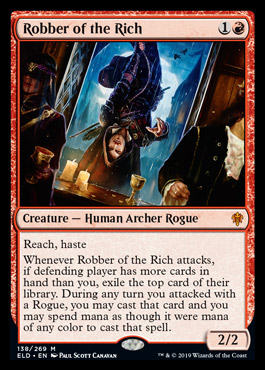 Robber of the Rich 1
Creature — Human Archer Rogue
Reach, haste
Whenever Robber of the Rich attacks,
if defending player has more cards in
hand than you, exile the top card of their
library. During any turn you attacked with
a Rogue, you may cast that card and you
may spend mana as though it were mana
of any color to cast that spell.
2/2
138/269 M
ELD • EN Paul Scott Canavan ™ & © 2019 Wizards of the Coast